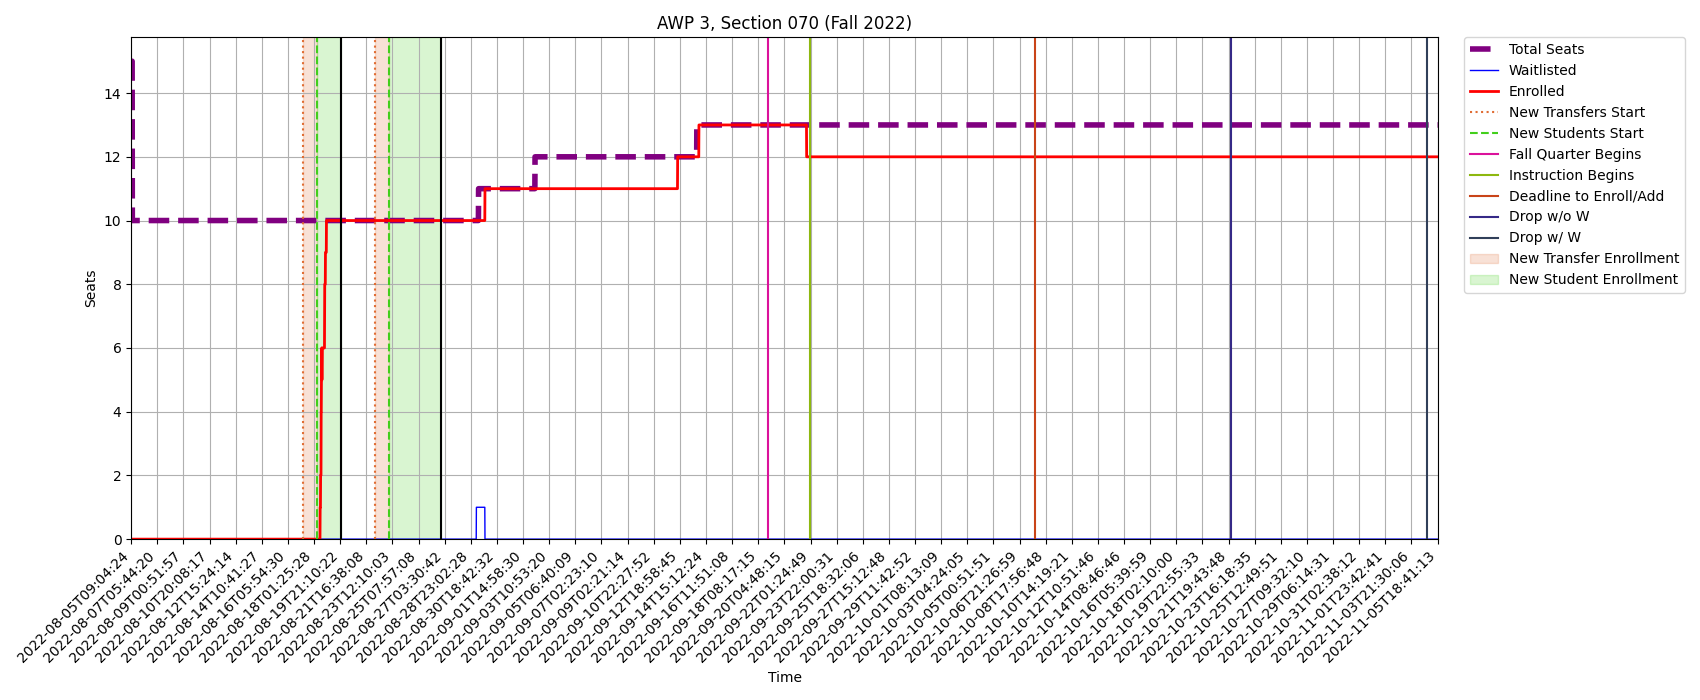 AWP 3, Section 070 (Fall 2022)
Total Seats
Waitlisted
Enrolled
New Transfers Start
New Students Start
Fall Quarter Begins
Instruction Begins
Deadline to Enroll/Add
Drop w/o W
Drop w/ W
New Transfer Enrollment
New Student Enrollment
Seats
14
12
10
8
6
4
2
0
2022-08-05T09:04:24
2022-08-07T05:44:20
2022-08-09T00:51:57
2022-08-10T20:08:17
2022-08-12T15:24:14
2022-08-14T10:41:27
2022-08-16T05:54:30
2022-08-18T01:25:28
2022-08-19T21:10:22
2022-08-21T16:38:08
2022-08-23T12:10:03
2022-08-25T07:57:08
2022-08-27T03:30:42
2022-08-28T23:02:28
2022-08-30T18:42:32
2022-09-01T14:58:30
2022-09-03T10:53:20
2022-09-05T06:40:09
2022-09-07T02:23:10
2022-09-09T02:21:14
2022-09-10T22:27:52
2022-09-12T18:58:45
2022-09-14T15:12:24
2022-09-16T11:51:08
2022-09-18T08:17:15
2022-09-20T04:48:15
2022-09-22T01:24:49
2022-09-23T22:00:31
2022-09-25T18:32:06
2022-09-27T15:12:48
2022-09-29T11:42:52
2022-10-01T08:13:09
2022-10-03T04:24:05
2022-10-05T00:51:51
2022-10-06T21:26:59
2022-10-08T17:56:48
2022-10-10T14:19:21
2022-10-12T10:51:46
2022-10-14T08:46:46
2022-10-16T05:39:59
2022-10-18T02:10:00
2022-10-19T22:55:33
2022-10-21T19:43:48
2022-10-23T16:18:35
2022-10-25T12:49:51
2022-10-27T09:32:10
2022-10-29T06:14:31
2022-10-31T02:38:12
2022-11-01T23:42:41
2022-11-03T21:30:06
2022-11-05T18:41:13
Time